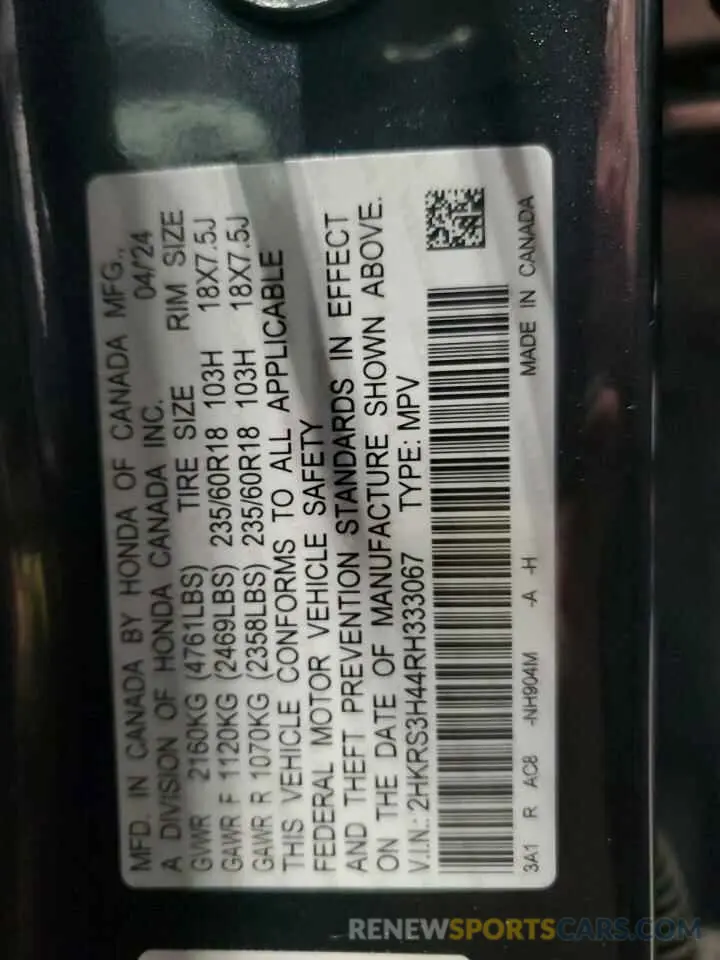 MFD. IN CANADA BY HONDA OF CANADA MFG.,
A DIVISION OF HONDA CANADA INC. 04/24
TIRE SIZE RIM SIZE
GVWR 2160KG (4761LBS)
GAWR F 1120KG (2469LBS) 235/60R18 103H 18X7.5J
GAWR R 1070KG (2358LBS) 235/60R18 103H 18X7.5J
THIS VEHICLE CONFORMS TO ALL APPLICABLE
FEDERAL MOTOR VEHICLE SAFETY
AND THEFT PREVENTION STANDARDS IN EFFECT
ON THE DATE OF MANUFACTURE SHOWN ABOVE.
V.I.N.: 2HKRS3H44RH333067 TYPE: MPV
3A1 R AC8 -NH904M -A -H MADE IN CANADA
RENEWSPORTSCARS.COM